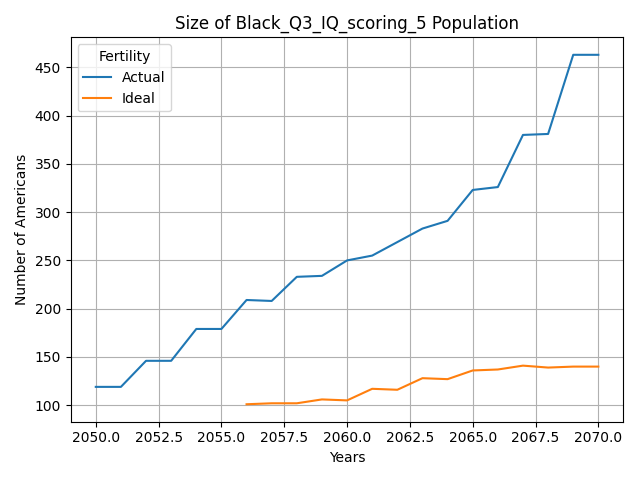 Size of Black_Q3_IQ_scoring_5 Population
Fertility
Actual
Ideal
Number of Americans
450
400
350
300
250
200
150
100
2050.0 2052.5 2055.0 2057.5 2060.0 2062.5 2065.0 2067.5 2070.0
Years